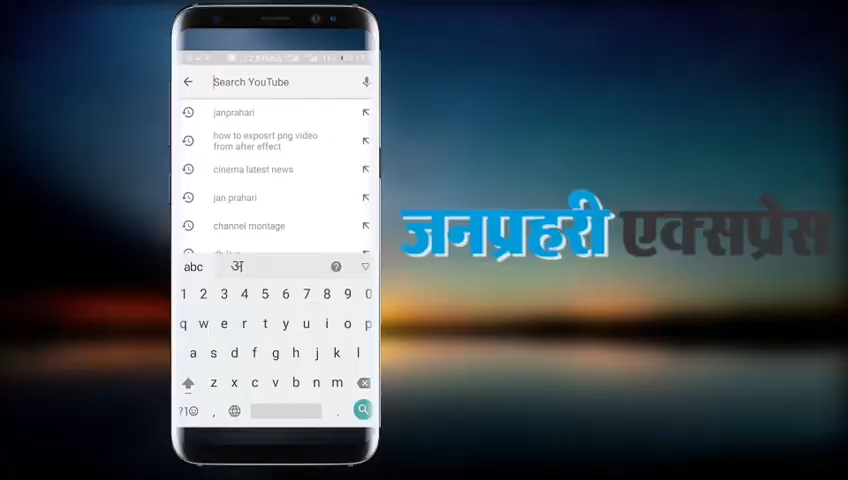 Search YouTube
janprahari
how to exposrt png video
from after effect
cinema latest news
jan prahari
channel montage
जनप्रहरी एक्सप्रेस
abc अ
1 2 3 4 5 6 7 8 9 0
q w e r t y u i o p
a s d f g h j k l
z x c v b n m
?1☺ , .